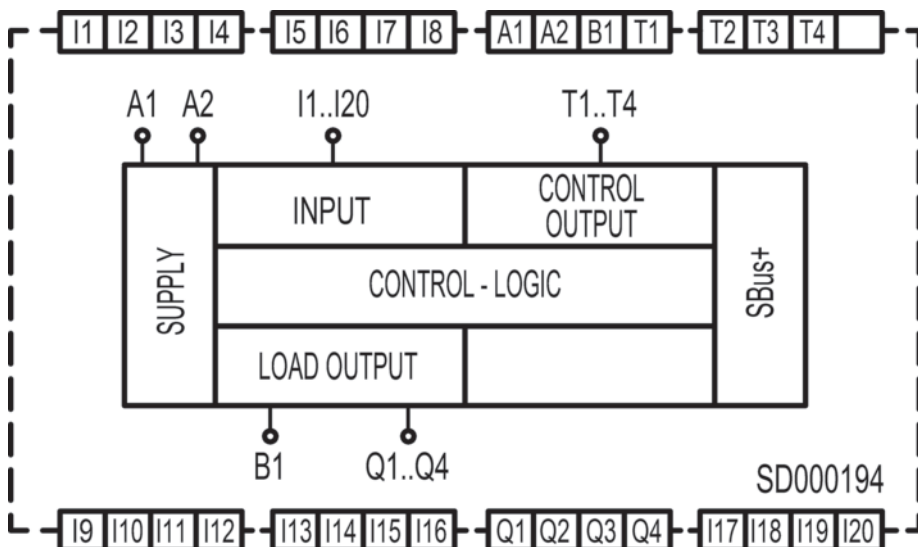 I1 I2 I3 I4 I5 I6 I7 I8 A1 A2 B1 T1 T2 T3 T4
A1 A2 I1..I20 T1..T4
SUPPLY
INPUT
CONTROL
OUTPUT
CONTROL - LOGIC
SBus+
LOAD OUTPUT
B1 Q1..Q4
SD000194
I9 I10 I11 I12 I13 I14 I15 I16 Q1 Q2 Q3 Q4 I17 I18 I19 I20